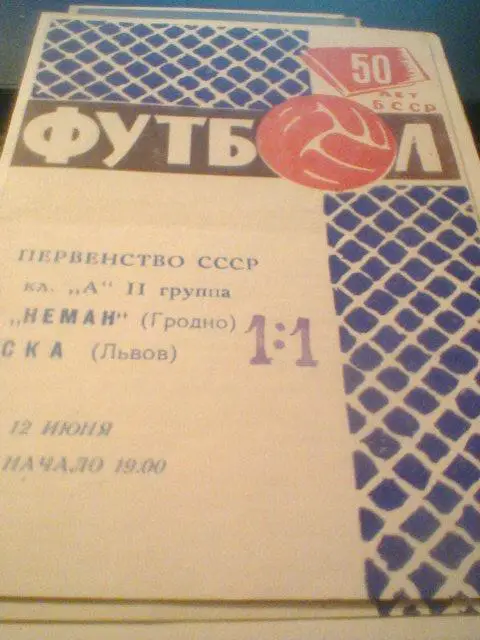 50
ЛЕТ
БССР
ФУТБОЛ
ПЕРВЕНСТВО СССР
кл. „А" II группа
„НЕМАН" (Гродно) 1:1
СКА (Львов)
12 ИЮНЯ
НАЧАЛО 19.00